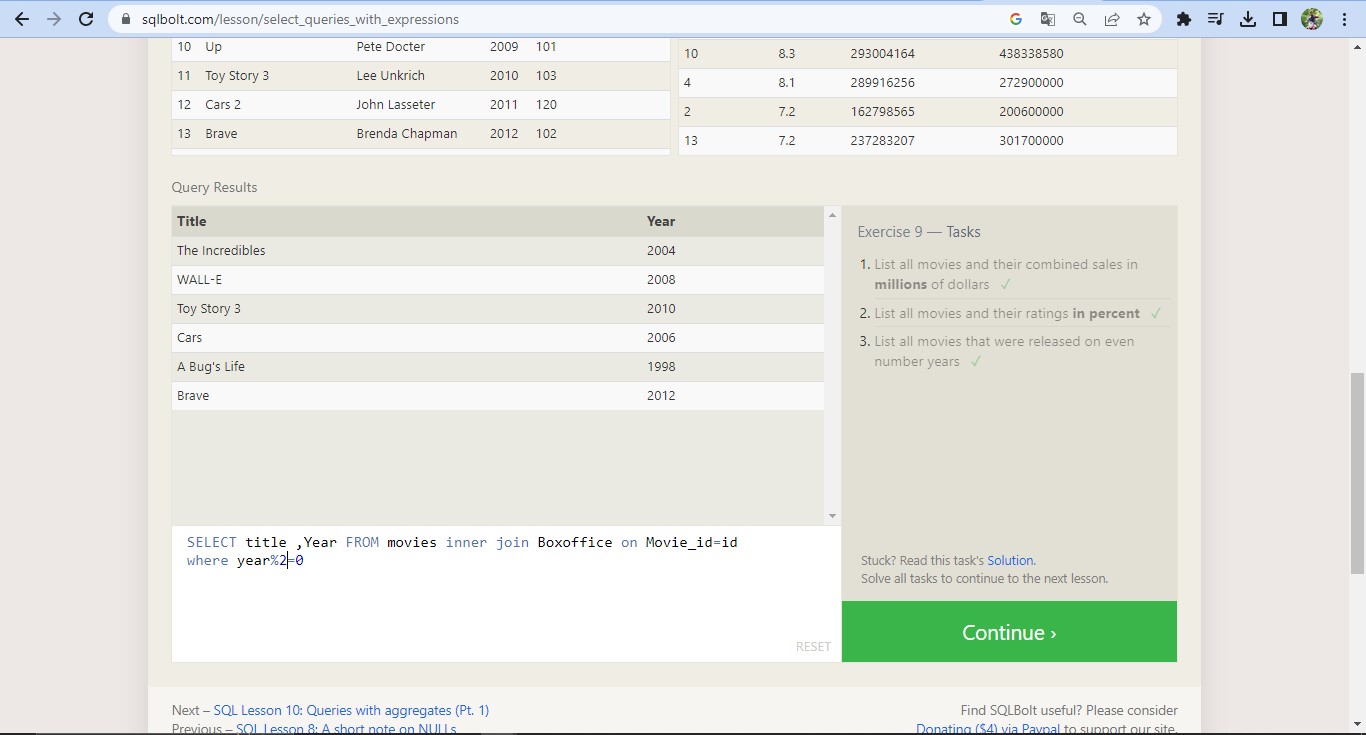 sqlbolt.com/lesson/select_queries_with_expressions
10 Up Pete Docter 2009 101
11 Toy Story 3 Lee Unkrich 2010 103
12 Cars 2 John Lasseter 2011 120
13 Brave Brenda Chapman 2012 102
10 8.3 293004164 438338580
4 8.1 289916256 272900000
2 7.2 162798565 200600000
13 7.2 237283207 301700000
Query Results
Title Year
The Incredibles 2004
WALL-E 2008
Toy Story 3 2010
Cars 2006
A Bug's Life 1998
Brave 2012
Exercise 9 — Tasks
1. List all movies and their combined sales in
millions of dollars ✓
2. List all movies and their ratings in percent ✓
3. List all movies that were released on even
number years ✓
SELECT title ,Year FROM movies inner join Boxoffice on Movie_id=id
where year%2=0
RESET
Stuck? Read this task's Solution.
Solve all tasks to continue to the next lesson.
Continue ›
Next – SQL Lesson 10: Queries with aggregates (Pt. 1)
Previous – SQL Lesson 8: A short note on NULLs
Find SQLBolt useful? Please consider
Donating ($4) via Paypal to support our site.